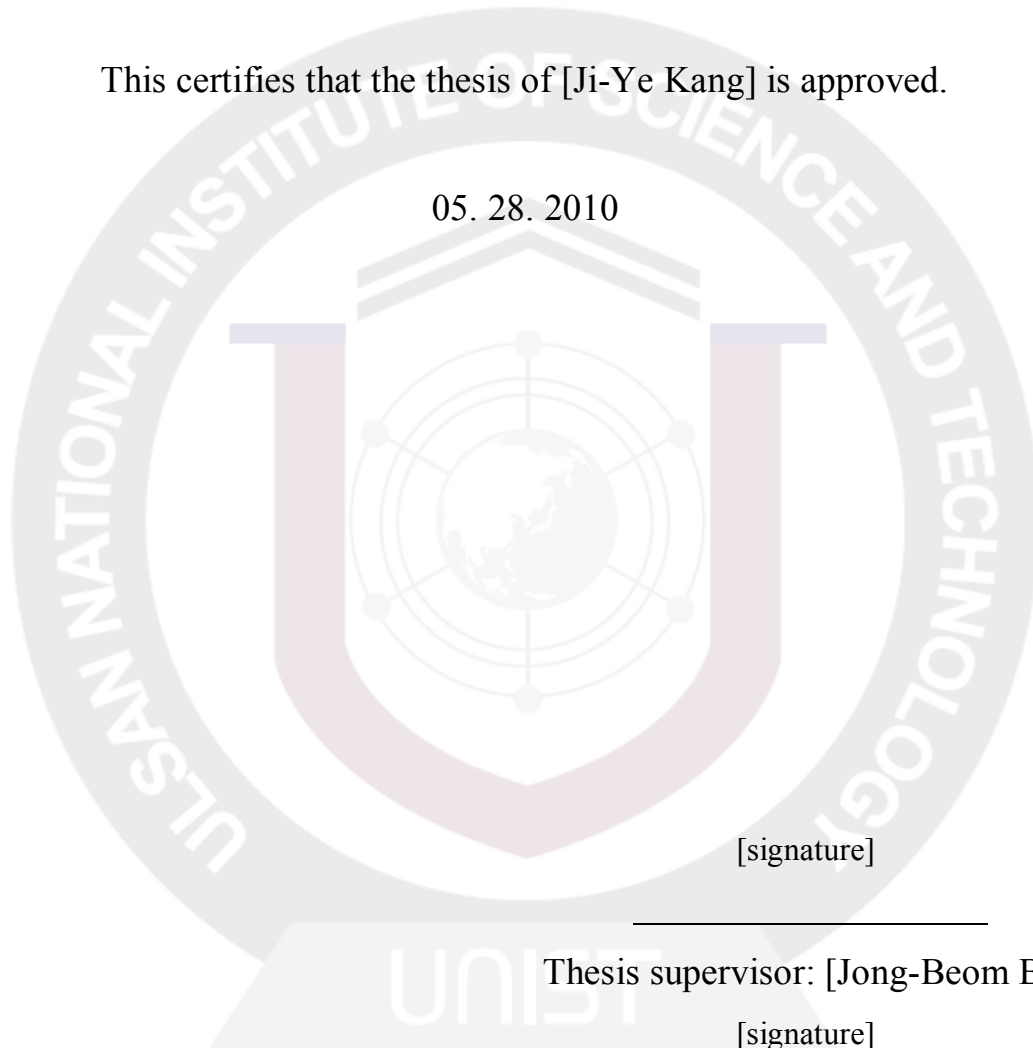 This certifies that the thesis of [Ji-Ye Kang] is approved.
05. 28. 2010
ULSAN NATIONAL INSTITUTE OF SCIENCE AND TECHNOLOGY
[signature]
UNIST
Thesis supervisor: [Jong-Beom
[signature]